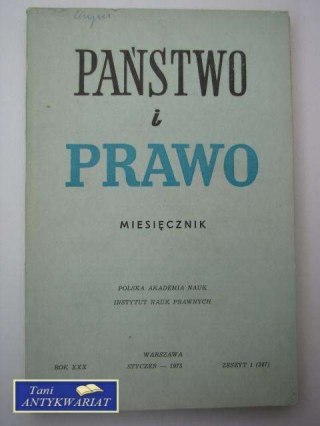 PAŃSTWO
i
PRAWO
MIESIĘCZNIK
POLSKA AKADEMIA NAUK
INSTYTUT NAUK PRAWNYCH
WARSZAWA
ROK XXX STYCZEŃ — 1975 ZESZYT 1 (347)
Tani
ANTYKWARIAT